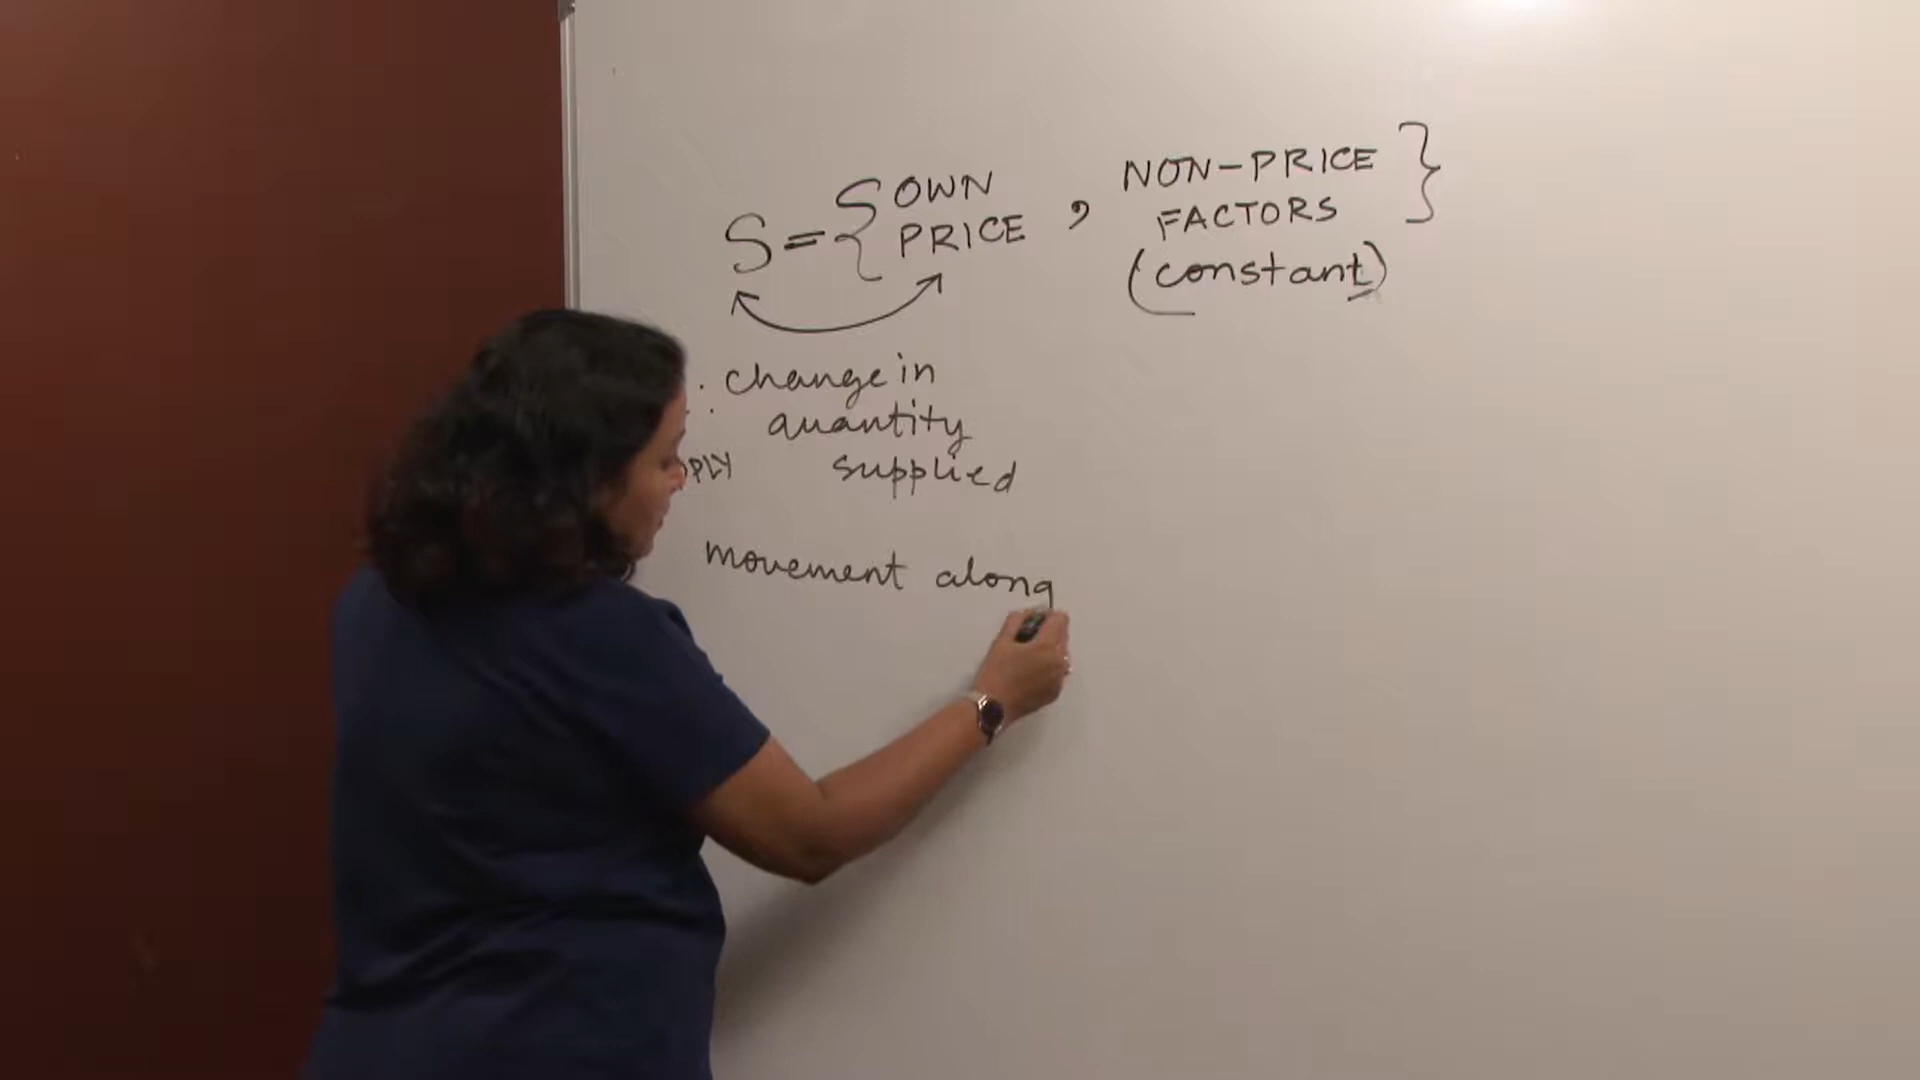 S = { OWN PRICE , NON-PRICE FACTORS }
(constant)
change in
quantity
supplied
movement along